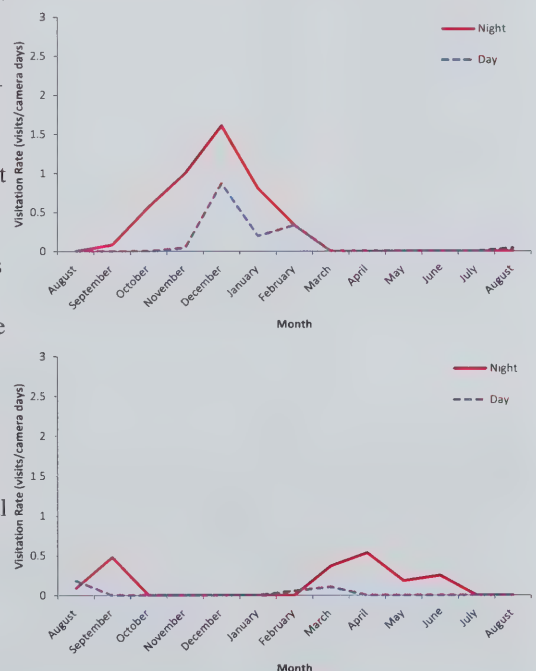 3
2.5
2
1.5
1
0.5
0
Visitation Rate (visits/camera days)
Night
Day
August
September
October
November
December
January
February
March
April
May
June
July
August
Month
3
2.5
2
1 5
1
0.5
0
Visitation Rate (visits/camera days)
Night
Day
August
September
October
November
December
January
February
March
April
May
June
July
August
Month